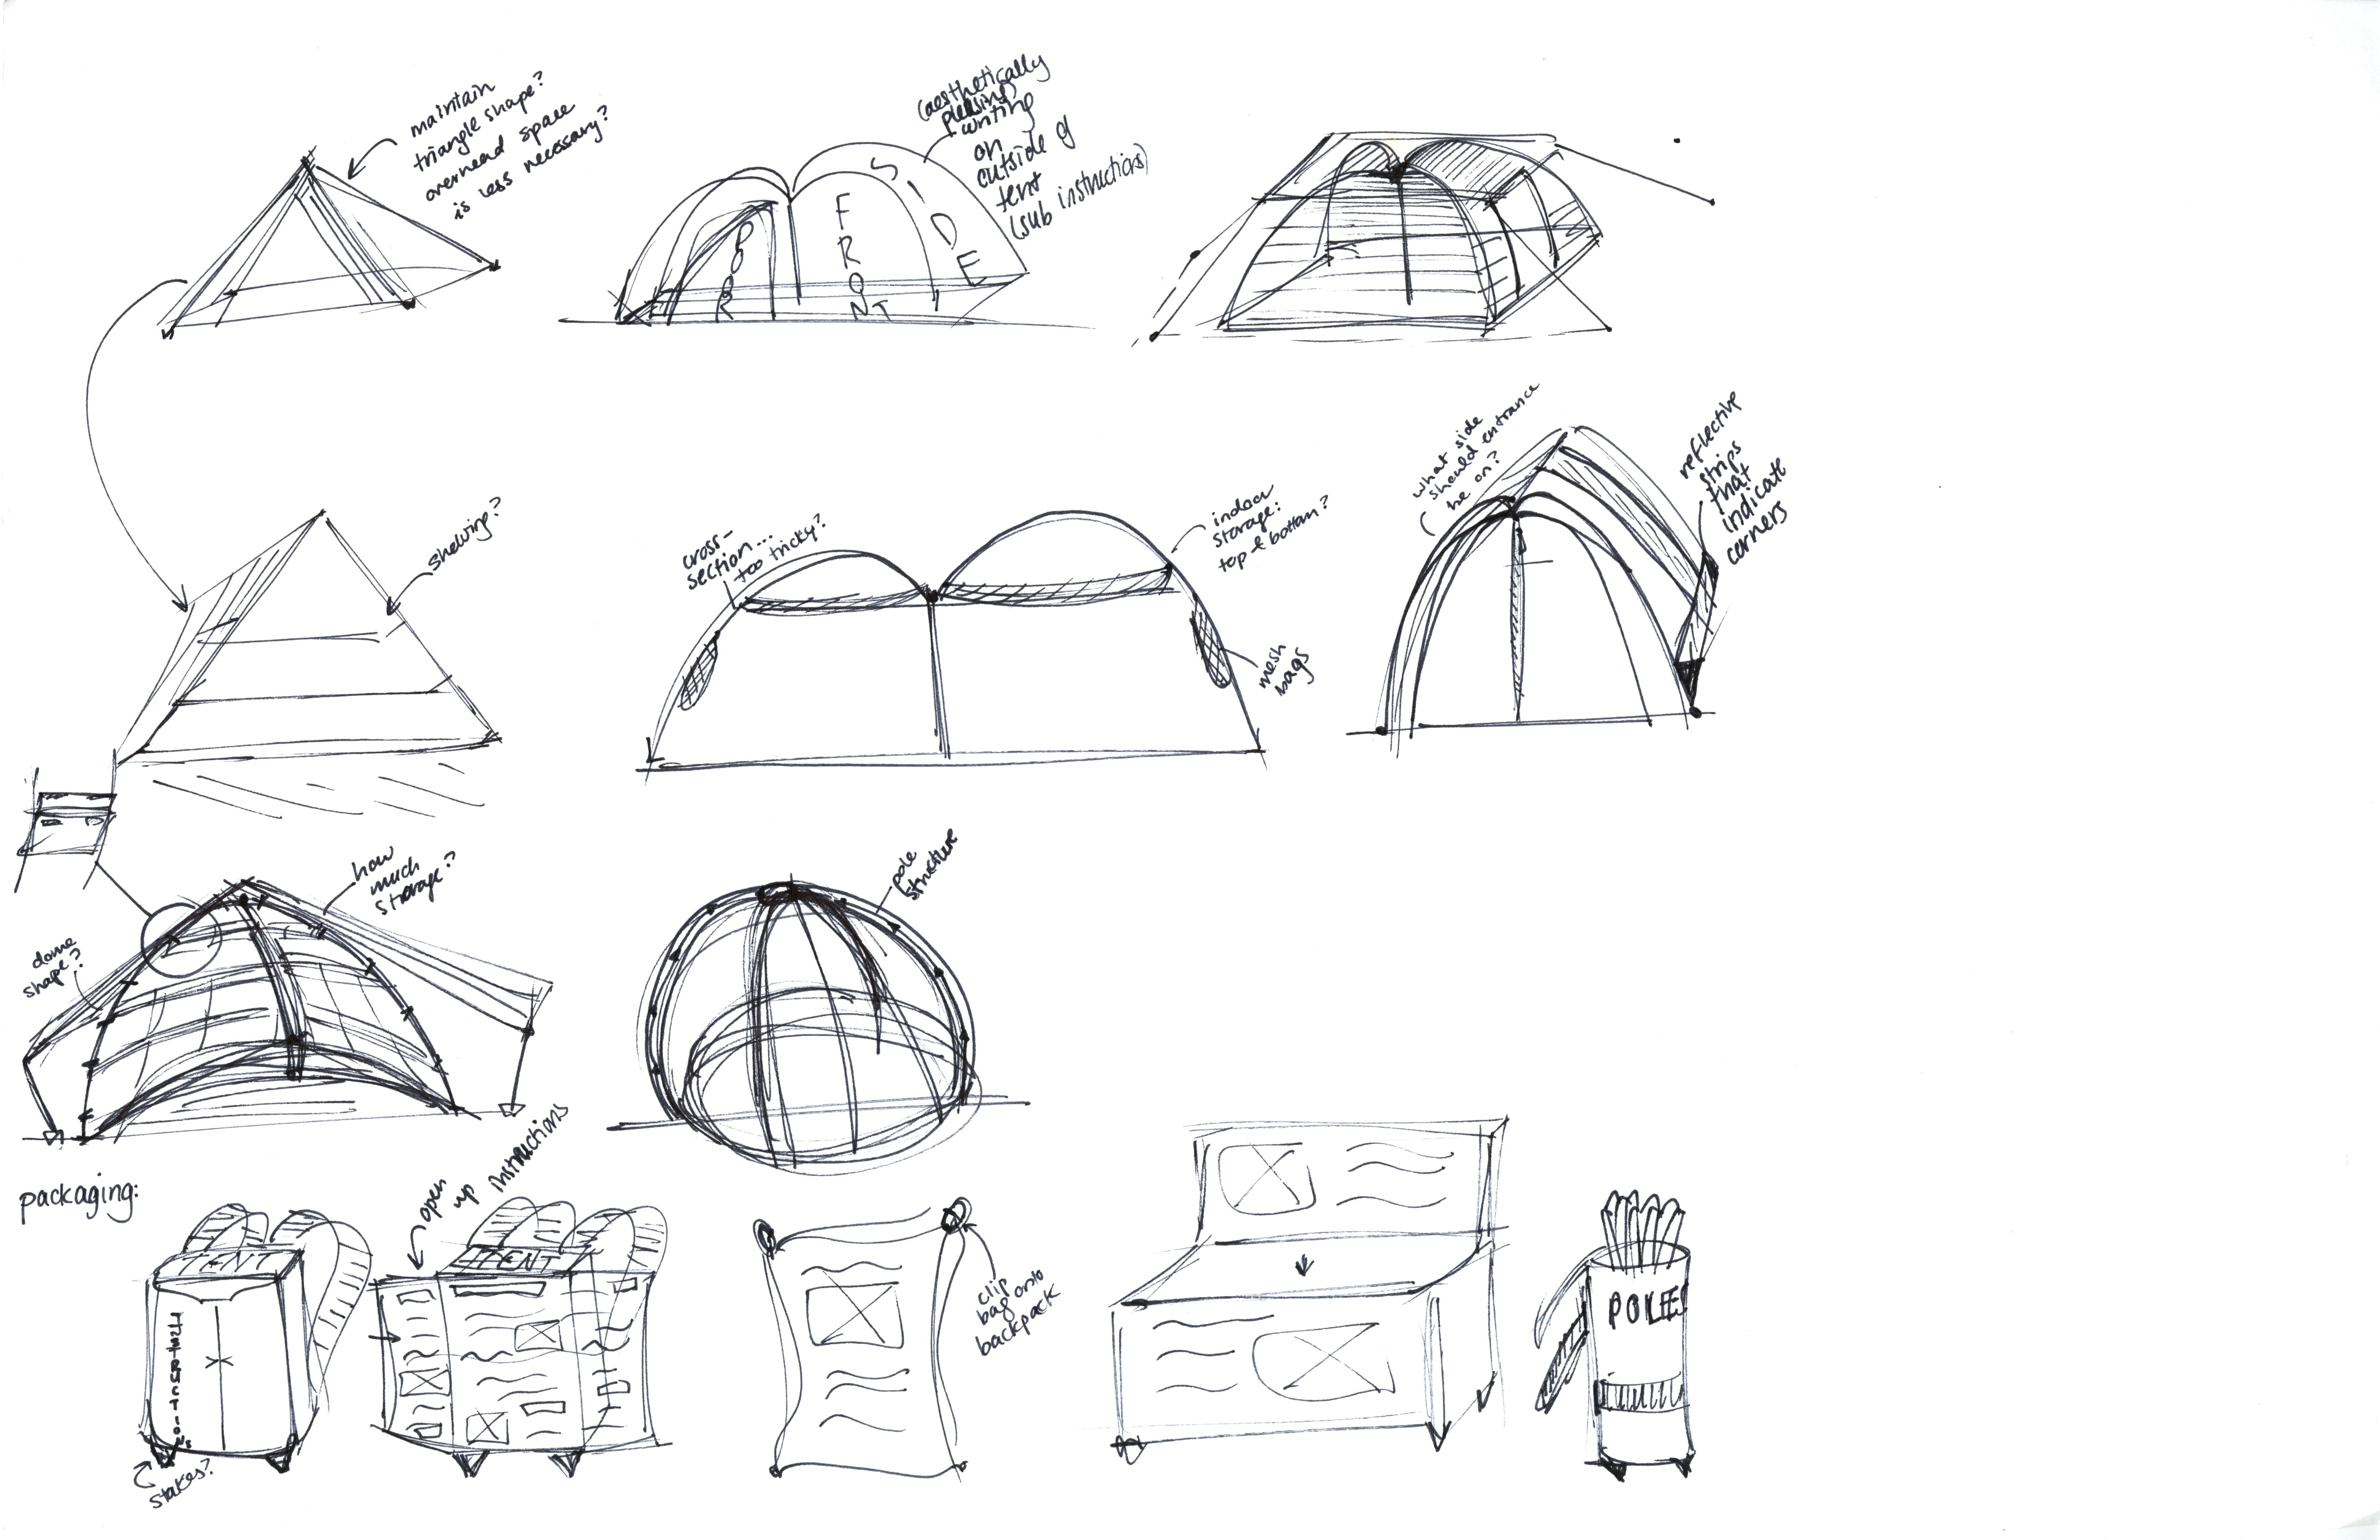 maintain
triangle shape?
overhead space
is less necessary?
(aesthetically
pleasing)
writing
on
outside of
tent
(sub instructions)
DOOR
FRONT
SIDE
shelving?
cross-
section...
too tricky?
indoor
storage:
top & bottom?
mesh
bags
what side
should entrance
be on?
reflective
strips
that
indicate
corners
how
much
storage?
dome
shape?
pole
structure
packaging:
open
up instructions
TENT
INSTRUCTIONS
stakes?
TENT
clip
bag onto
backpack
POLES